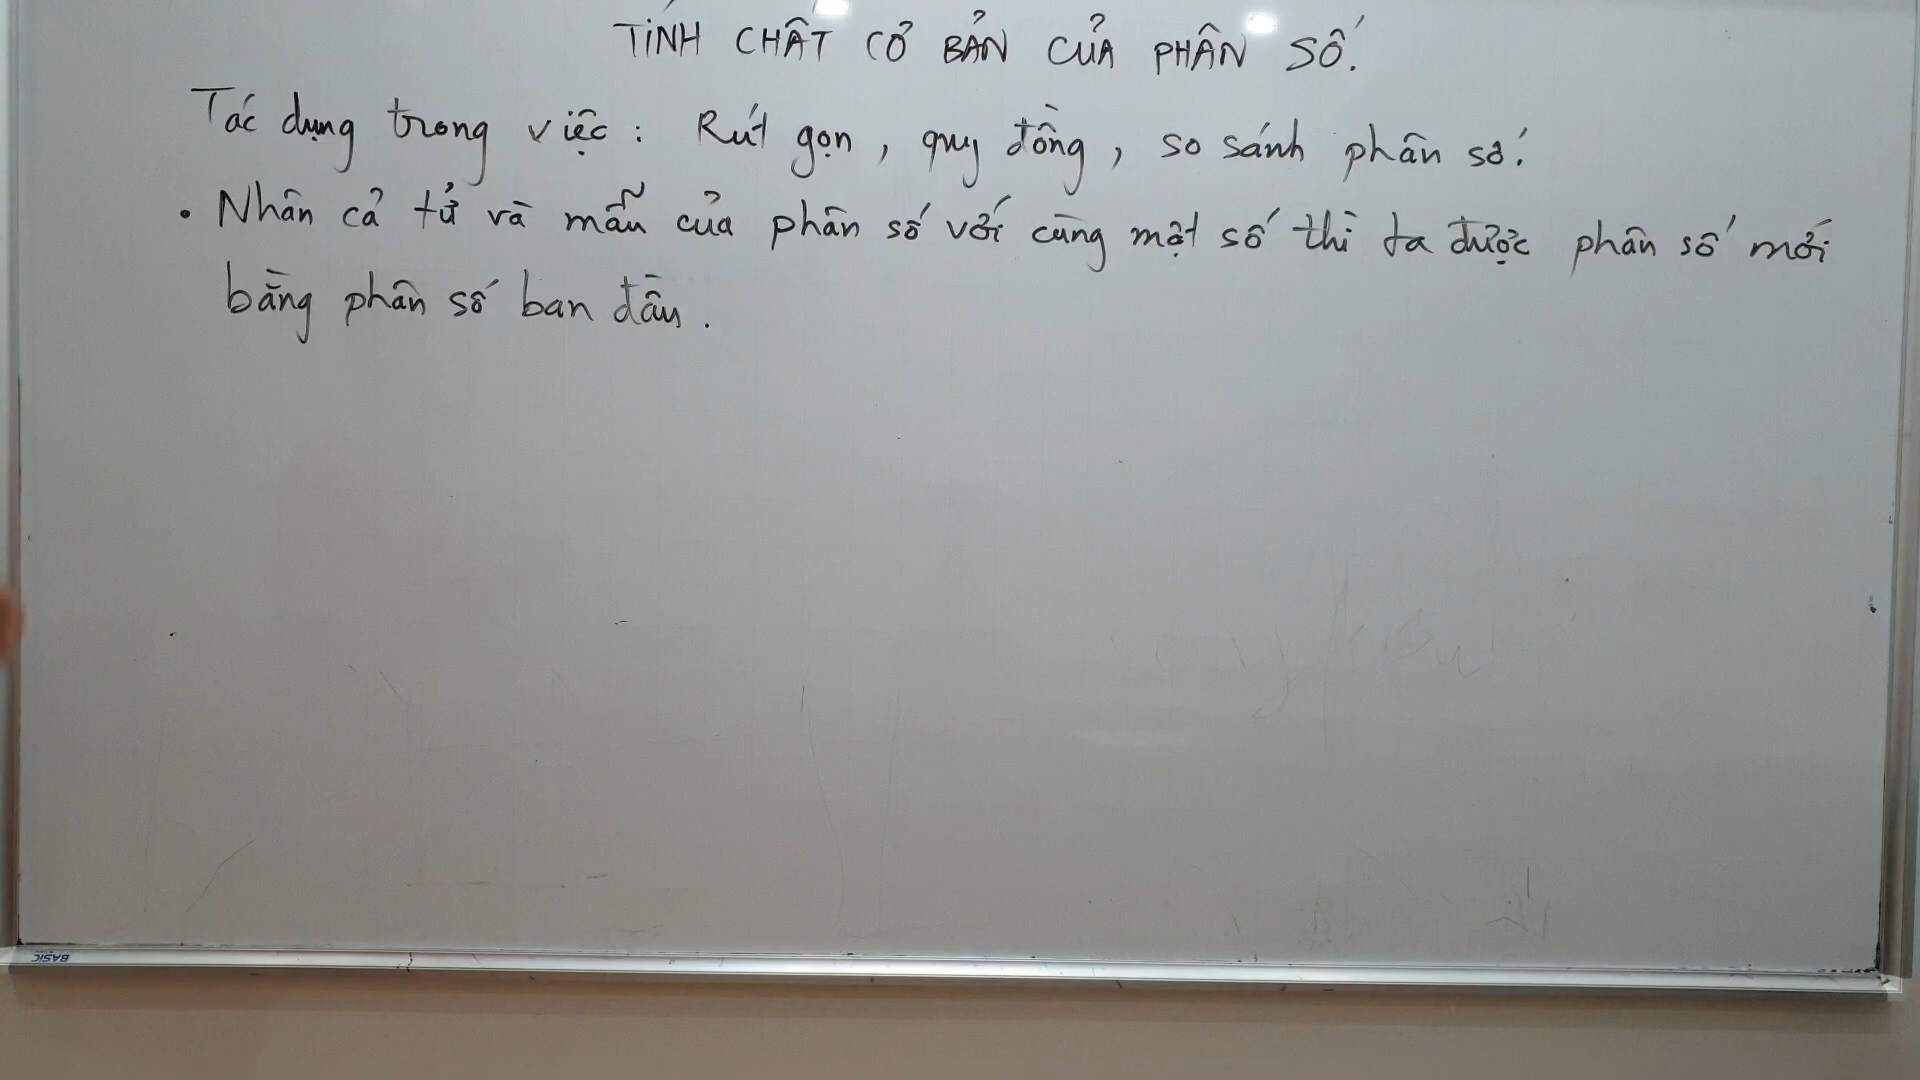 TÍNH CHẤT CƠ BẢN CỦA PHÂN SỐ.
Tác dụng trong việc : Rút gọn , quy đồng , so sánh phân số.
• Nhân cả tử và mẫu của phân số với cùng một số thì ta được phân số mới
bằng phân số ban đầu .
BASIC